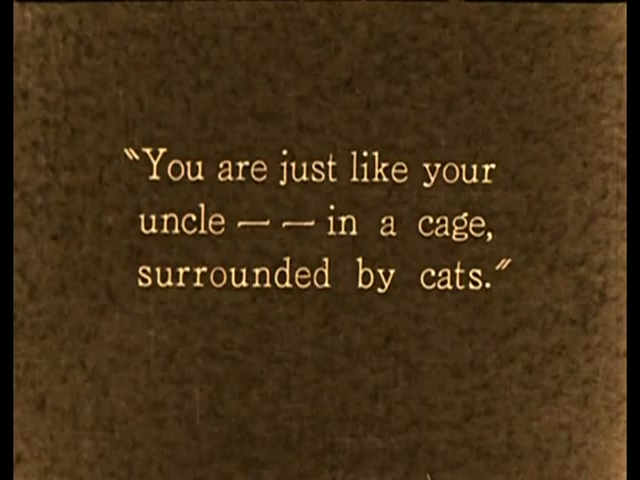 "You are just like your
uncle — — in a cage,
surrounded by cats."